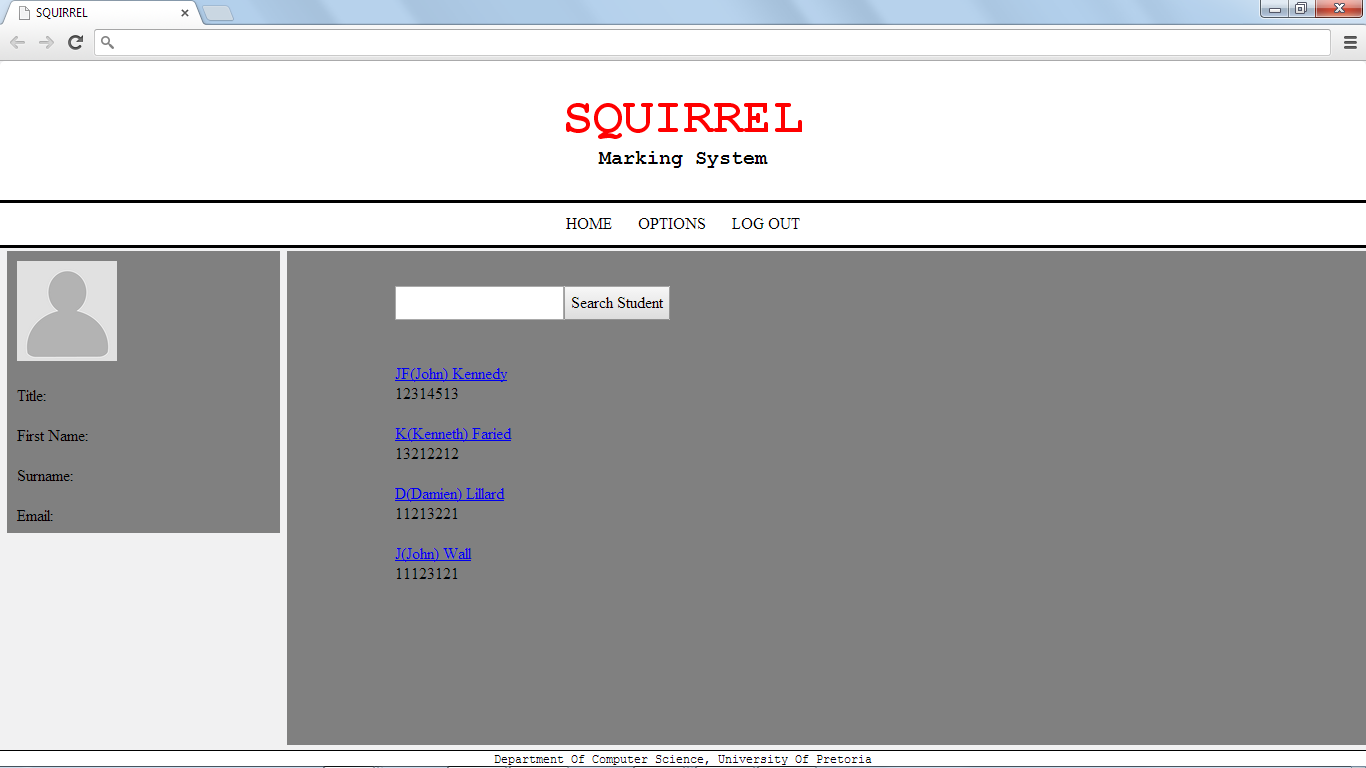 SQUIRREL
SQUIRREL
Marking System
HOME OPTIONS LOG OUT
Title:
First Name:
Surname:
Email:
Search Student
JF(John) Kennedy
12314513
K(Kenneth) Faried
13212212
D(Damien) Lillard
11213221
J(John) Wall
11123121
Department Of Computer Science, University Of Pretoria